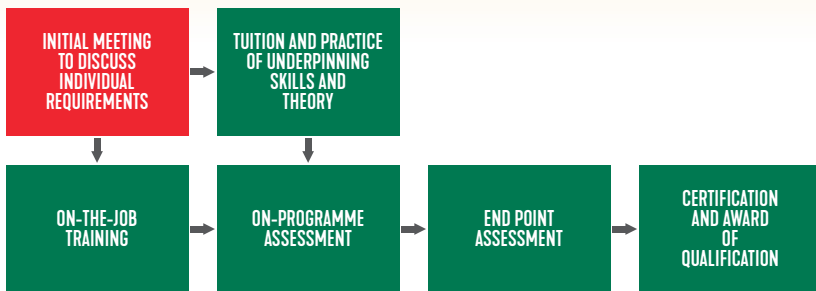 INITIAL MEETING
TO DISCUSS
INDIVIDUAL
REQUIREMENTS
TUITION AND PRACTICE
OF UNDERPINNING
SKILLS AND
THEORY
ON-THE-JOB
TRAINING
ON-PROGRAMME
ASSESSMENT
END POINT
ASSESSMENT
CERTIFICATION
AND AWARD
OF
QUALIFICATION